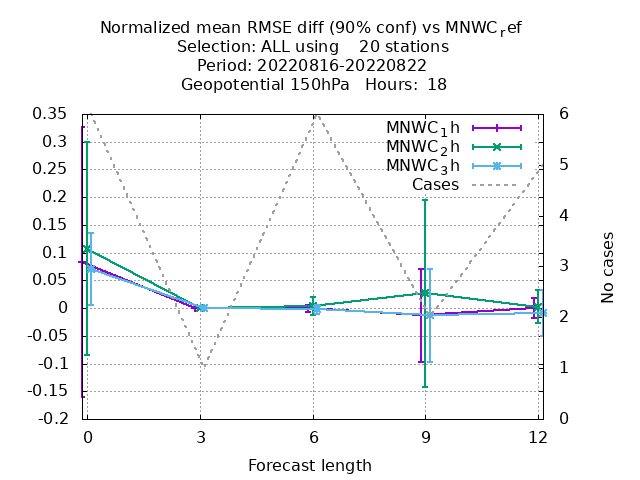 Normalized mean RMSE diff (90% conf) vs MNWC_ref
Selection: ALL using    20 stations
Period: 20220816-20220822
Geopotential 150hPa   Hours:  18
0.35
0.3
0.25
0.2
0.15
0.1
0.05
0
-0.05
-0.1
-0.15
-0.2
6
5
4
3
2
1
0
MNWC_1h
MNWC_2h
MNWC_3h
Cases
No cases
0 3 6 9 12
Forecast length